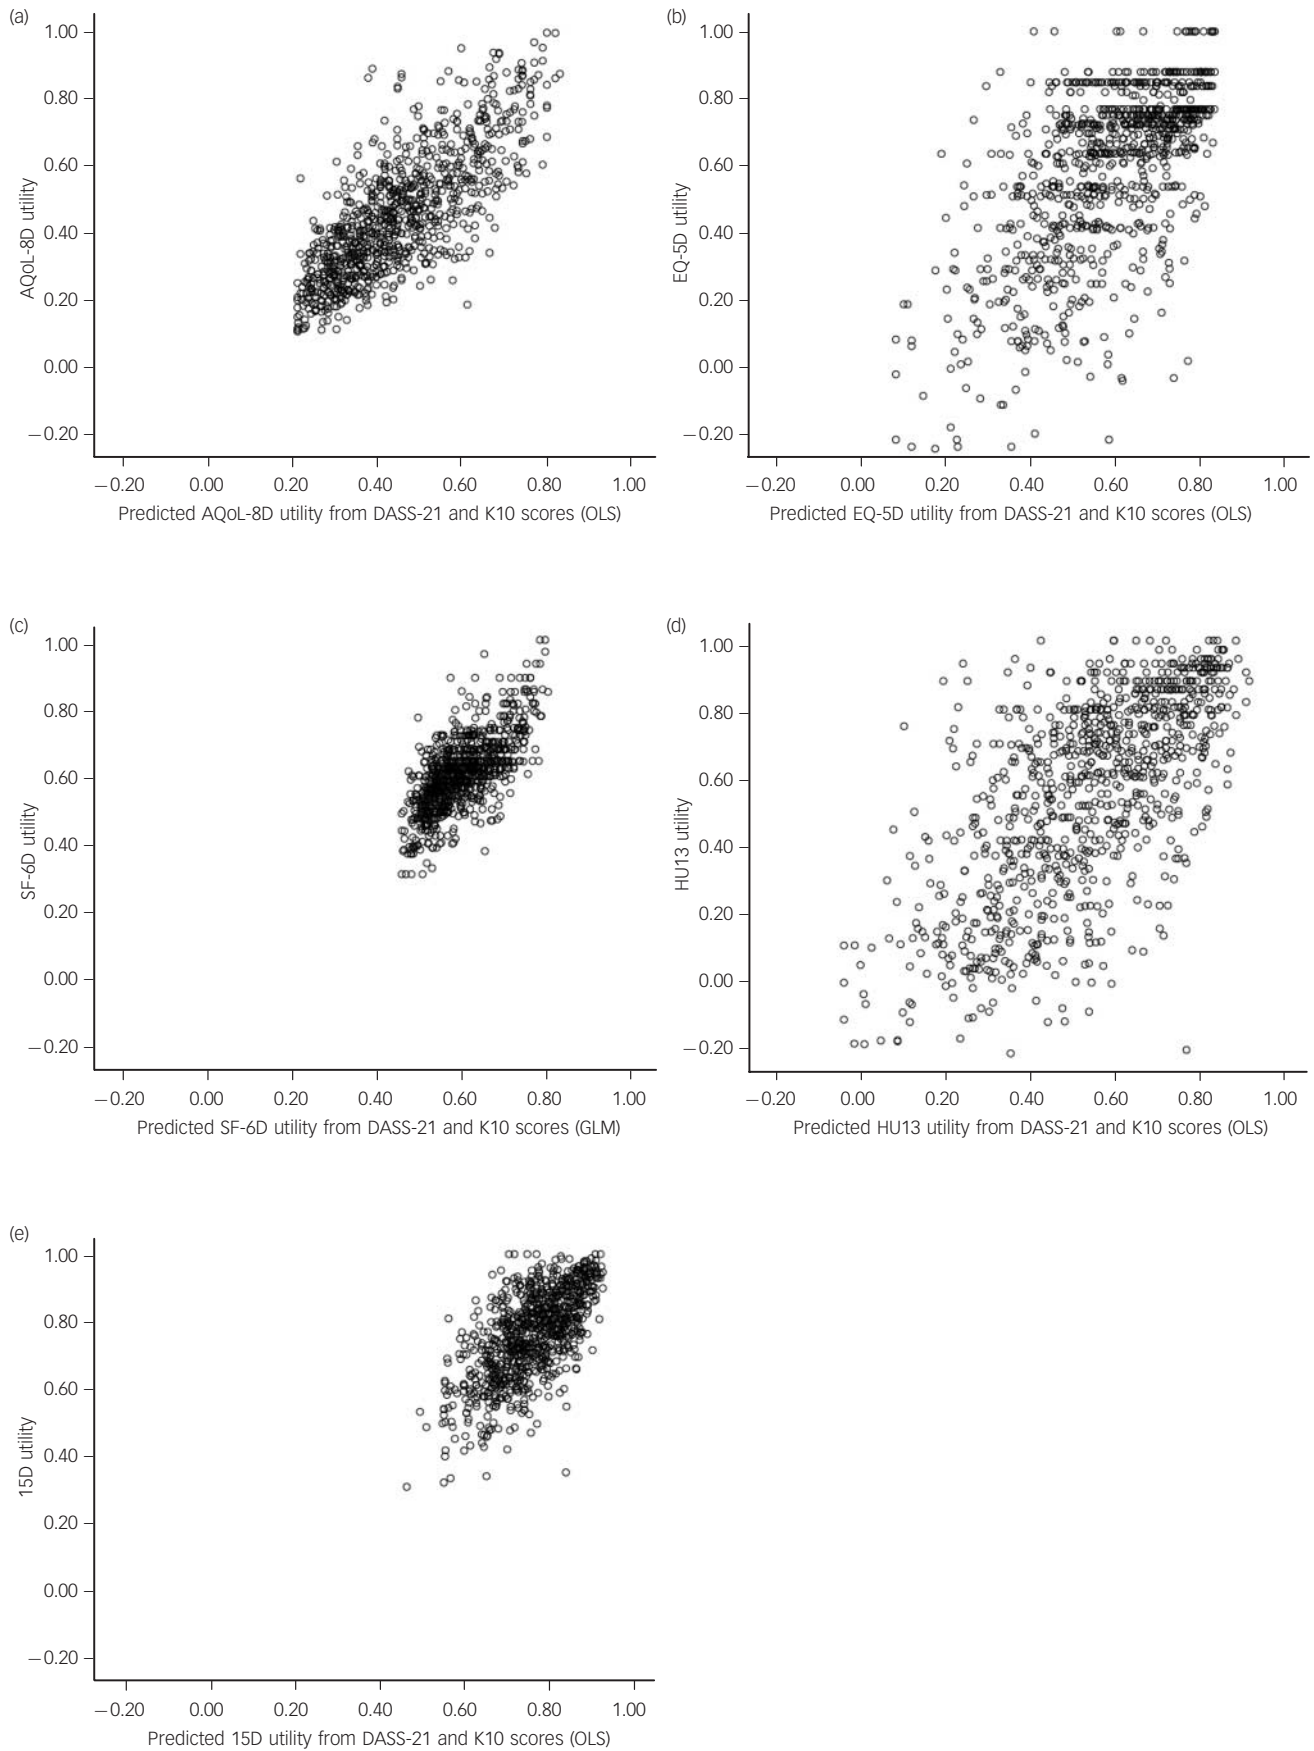 (a)
1.00
0.80
0.60
0.40
0.20
0.00
−0.20
AQoL-8D utility
−0.20 0.00 0.20 0.40 0.60 0.80 1.00
Predicted AQoL-8D utility from DASS-21 and K10 scores (OLS)
(b)
1.00
0.80
0.60
0.40
0.20
0.00
−0.20
EQ-5D utility
−0.20 0.00 0.20 0.40 0.60 0.80 1.00
Predicted EQ-5D utility from DASS-21 and K10 scores (OLS)
(c)
1.00
0.80
0.60
0.40
0.20
0.00
−0.20
SF-6D utility
−0.20 0.00 0.20 0.40 0.60 0.80 1.00
Predicted SF-6D utility from DASS-21 and K10 scores (GLM)
(d)
1.00
0.80
0.60
0.40
0.20
0.00
−0.20
HU13 utility
−0.20 0.00 0.20 0.40 0.60 0.80 1.00
Predicted HU13 utility from DASS-21 and K10 scores (OLS)
(e)
1.00
0.80
0.60
0.40
0.20
0.00
−0.20
15D utility
−0.20 0.00 0.20 0.40 0.60 0.80 1.00
Predicted 15D utility from DASS-21 and K10 scores (OLS)